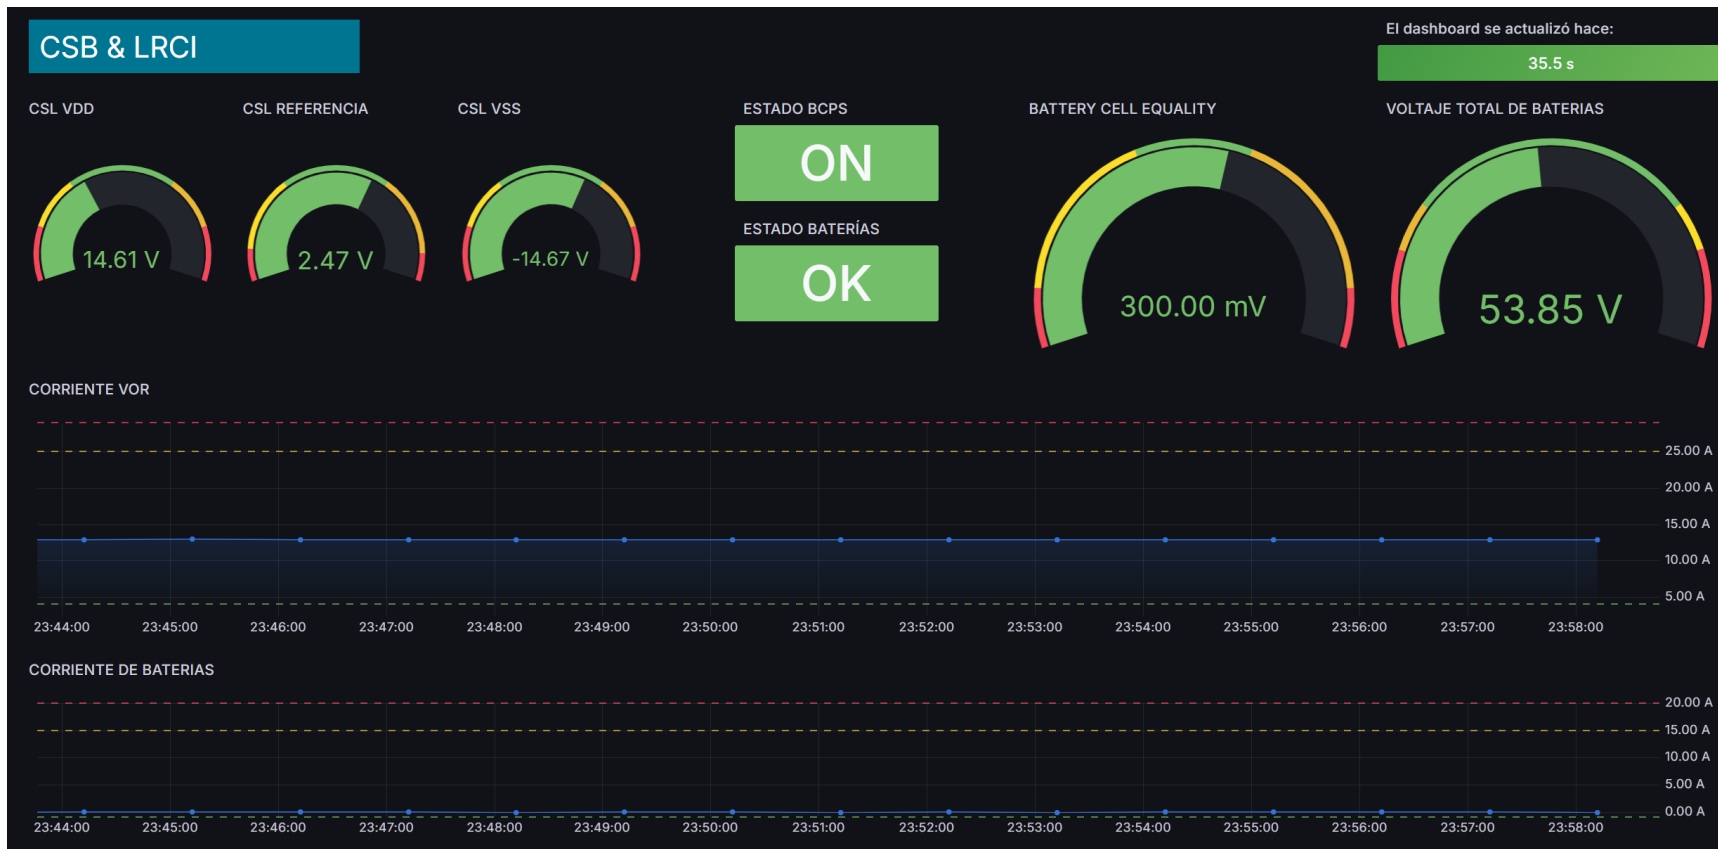 CSB & LRCI
El dashboard se actualizó hace:
35.5 s
CSL VDD
CSL REFERENCIA
CSL VSS
ESTADO BCPS
BATTERY CELL EQUALITY
VOLTAJE TOTAL DE BATERIAS
14.61 V
2.47 V
-14.67 V
ON
ESTADO BATERÍAS
OK
300.00 mV
53.85 V
CORRIENTE VOR
25.00 A
20.00 A
15.00 A
10.00 A
5.00 A
23:44:00 23:45:00 23:46:00 23:47:00 23:48:00 23:49:00 23:50:00 23:51:00 23:52:00 23:53:00 23:54:00 23:55:00 23:56:00 23:57:00 23:58:00
CORRIENTE DE BATERIAS
20.00 A
15.00 A
10.00 A
5.00 A
0.00 A
23:44:00 23:45:00 23:46:00 23:47:00 23:48:00 23:49:00 23:50:00 23:51:00 23:52:00 23:53:00 23:54:00 23:55:00 23:56:00 23:57:00 23:58:00